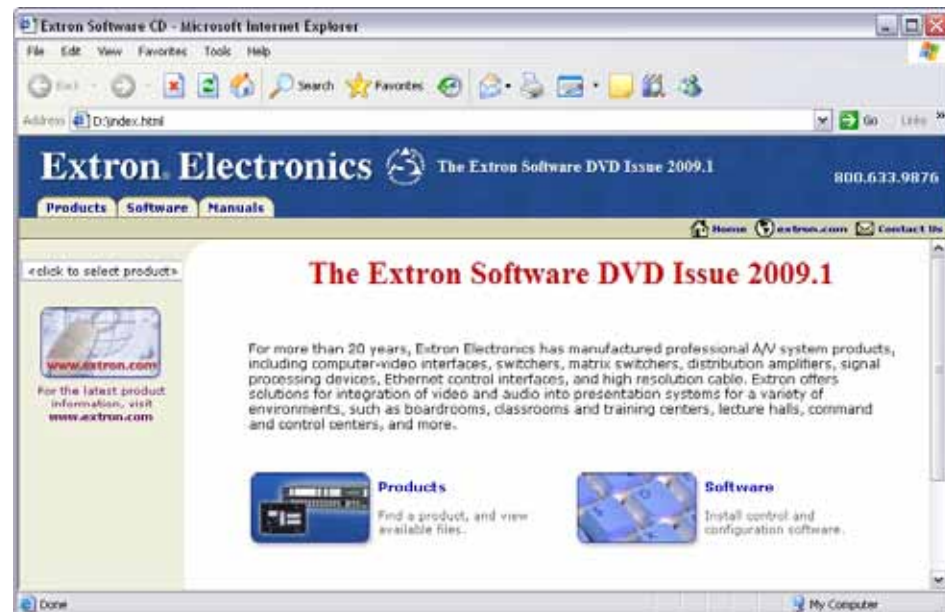 Extron Software CD - Microsoft Internet Explorer
File Edit View Favorites Tools Help
Back Search Favorites
Address D:\index.html Go Links »
Extron Electronics The Extron Software DVD Issue 2009.1
800.633.9876
Products Software Manuals
Home extron.com Contact Us
<click to select product>
The Extron Software DVD Issue 2009.1
www.extron.com
For the latest product
information, visit
www.extron.com
For more than 20 years, Extron Electronics has manufactured professional A/V system products,
including computer-video interfaces, switchers, matrix switchers, distribution amplifiers, signal
processing devices, Ethernet control interfaces, and high resolution cable. Extron offers
solutions for integration of video and audio into presentation systems for a variety of
environments, such as boardrooms, classrooms and training centers, lecture halls, command
and control centers, and more.
Products
Find a product, and view
available files.
Software
Install control and
configuration software.
Done My Computer